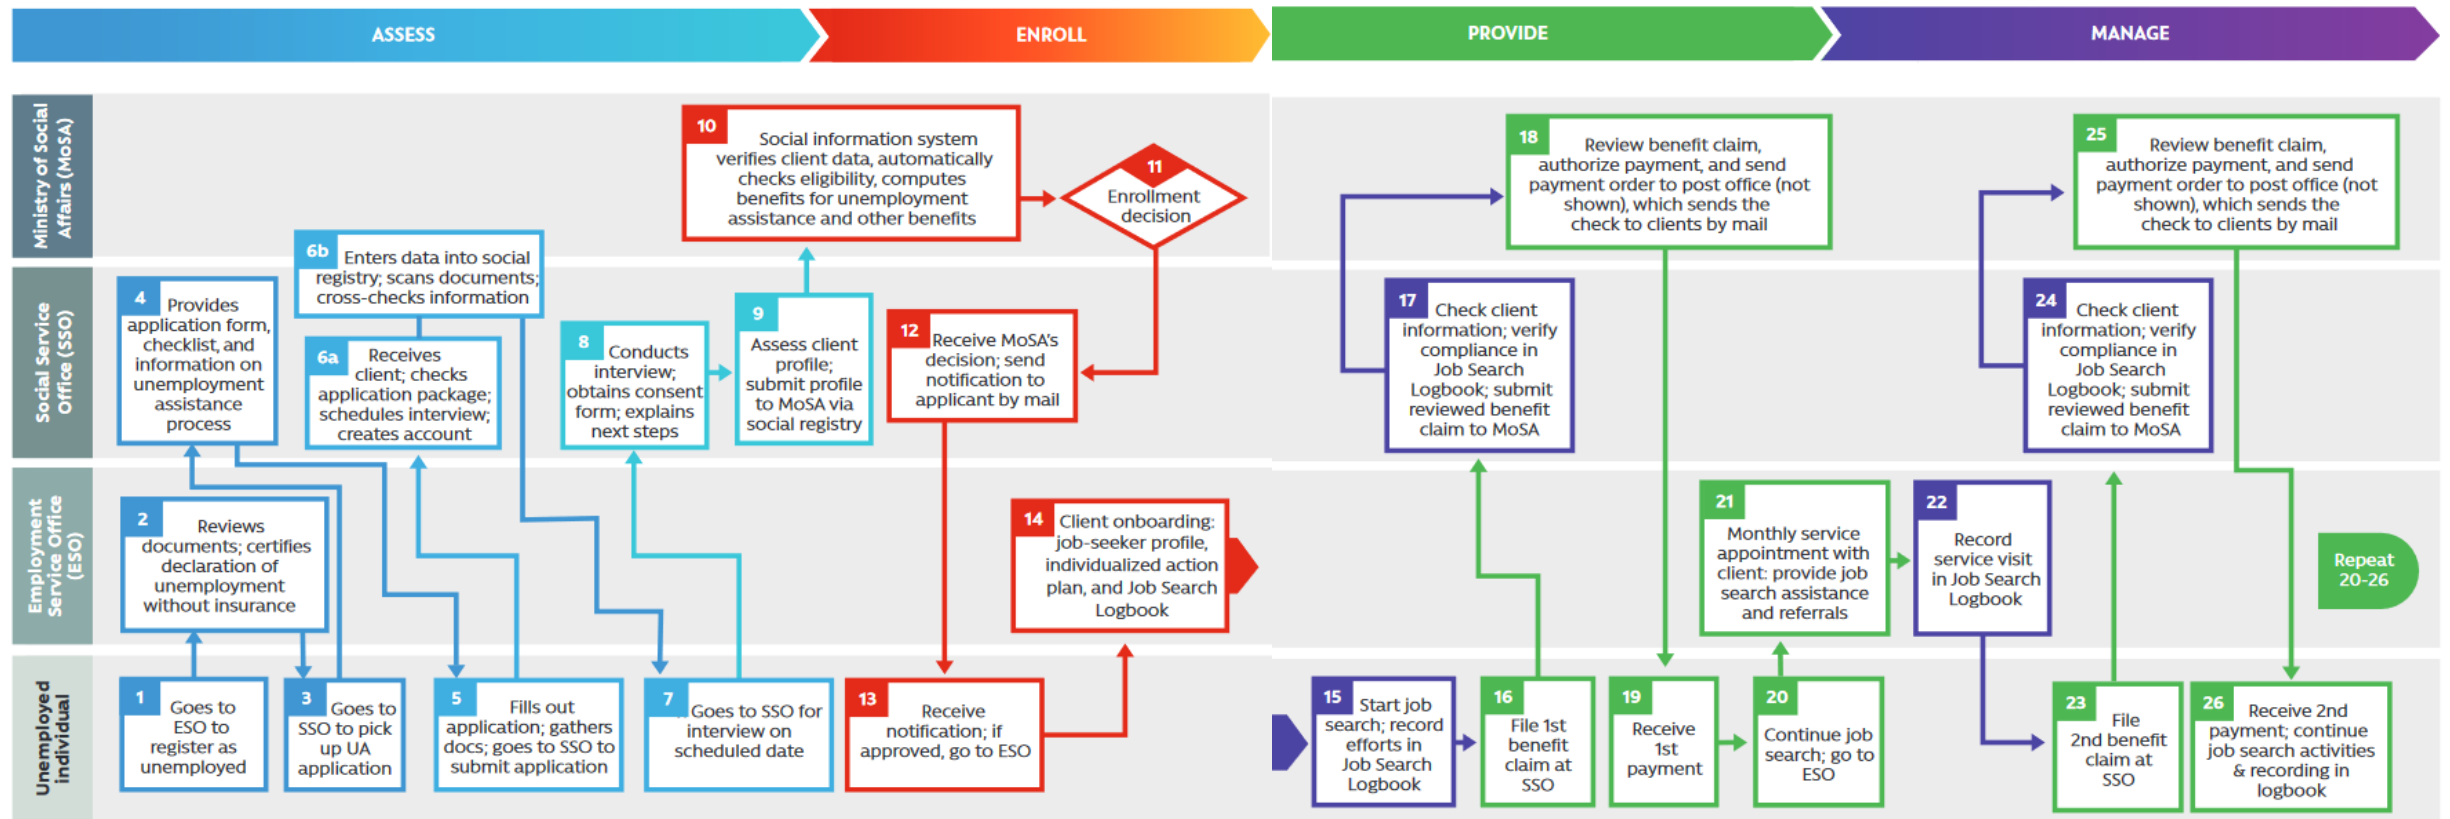 ASSESS
ENROLL
PROVIDE
MANAGE
Ministry of Social
Affairs (MoSA)
10
Social information system
verifies client data, automatically
checks eligibility, computes
benefits for unemployment
assistance and other benefits
11
Enrollment
decision
18
Review benefit claim,
authorize payment, and send
payment order to post office (not
shown), which sends the
check to clients by mail
25
Review benefit claim,
authorize payment, and send
payment order to post office (not
shown), which sends the
check to clients by mail
Social Service
Office (SSO)
4
Provides
application form,
checklist, and
information on
unemployment
assistance
process
6b
Enters data into social
registry; scans documents;
cross-checks information
6a
Receives
client; checks
application package;
schedules interview;
creates account
8
Conducts
interview;
obtains consent
form; explains
next steps
9
Assess client
profile;
submit profile
to MoSA via
social registry
12
Receive MoSA's
decision; send
notification to
applicant by mail
17
Check client
information; verify
compliance in
Job Search
Logbook; submit
reviewed benefit
claim to MoSA
24
Check client
information; verify
compliance in
Job Search
Logbook; submit
reviewed benefit
claim to MoSA
Employment
Service Office
(ESO)
2
Reviews
documents; certifies
declaration of
unemployment
without insurance
14
Client onboarding:
job-seeker profile,
individualized action
plan, and Job Search
Logbook
21
Monthly service
appointment with
client: provide job
search assistance
and referrals
22
Record
service visit
in Job Search
Logbook
Repeat
20-26
Unemployed
individual
1
Goes to
ESO to
register as
unemployed
3
Goes to
SSO to pick
up UA
application
5
Fills out
application; gathers
docs; goes to SSO to
submit application
7
Goes to SSO for
interview on
scheduled date
13
Receive
notification; if
approved, go to ESO
15
Start job
search; record
efforts in
Job Search
Logbook
16
File 1st
benefit
claim at
SSO
19
Receive
1st
payment
20
Continue job
search; go to
ESO
23
File
2nd benefit
claim at
SSO
26
Receive 2nd
payment; continue
job search activities
& recording in
logbook